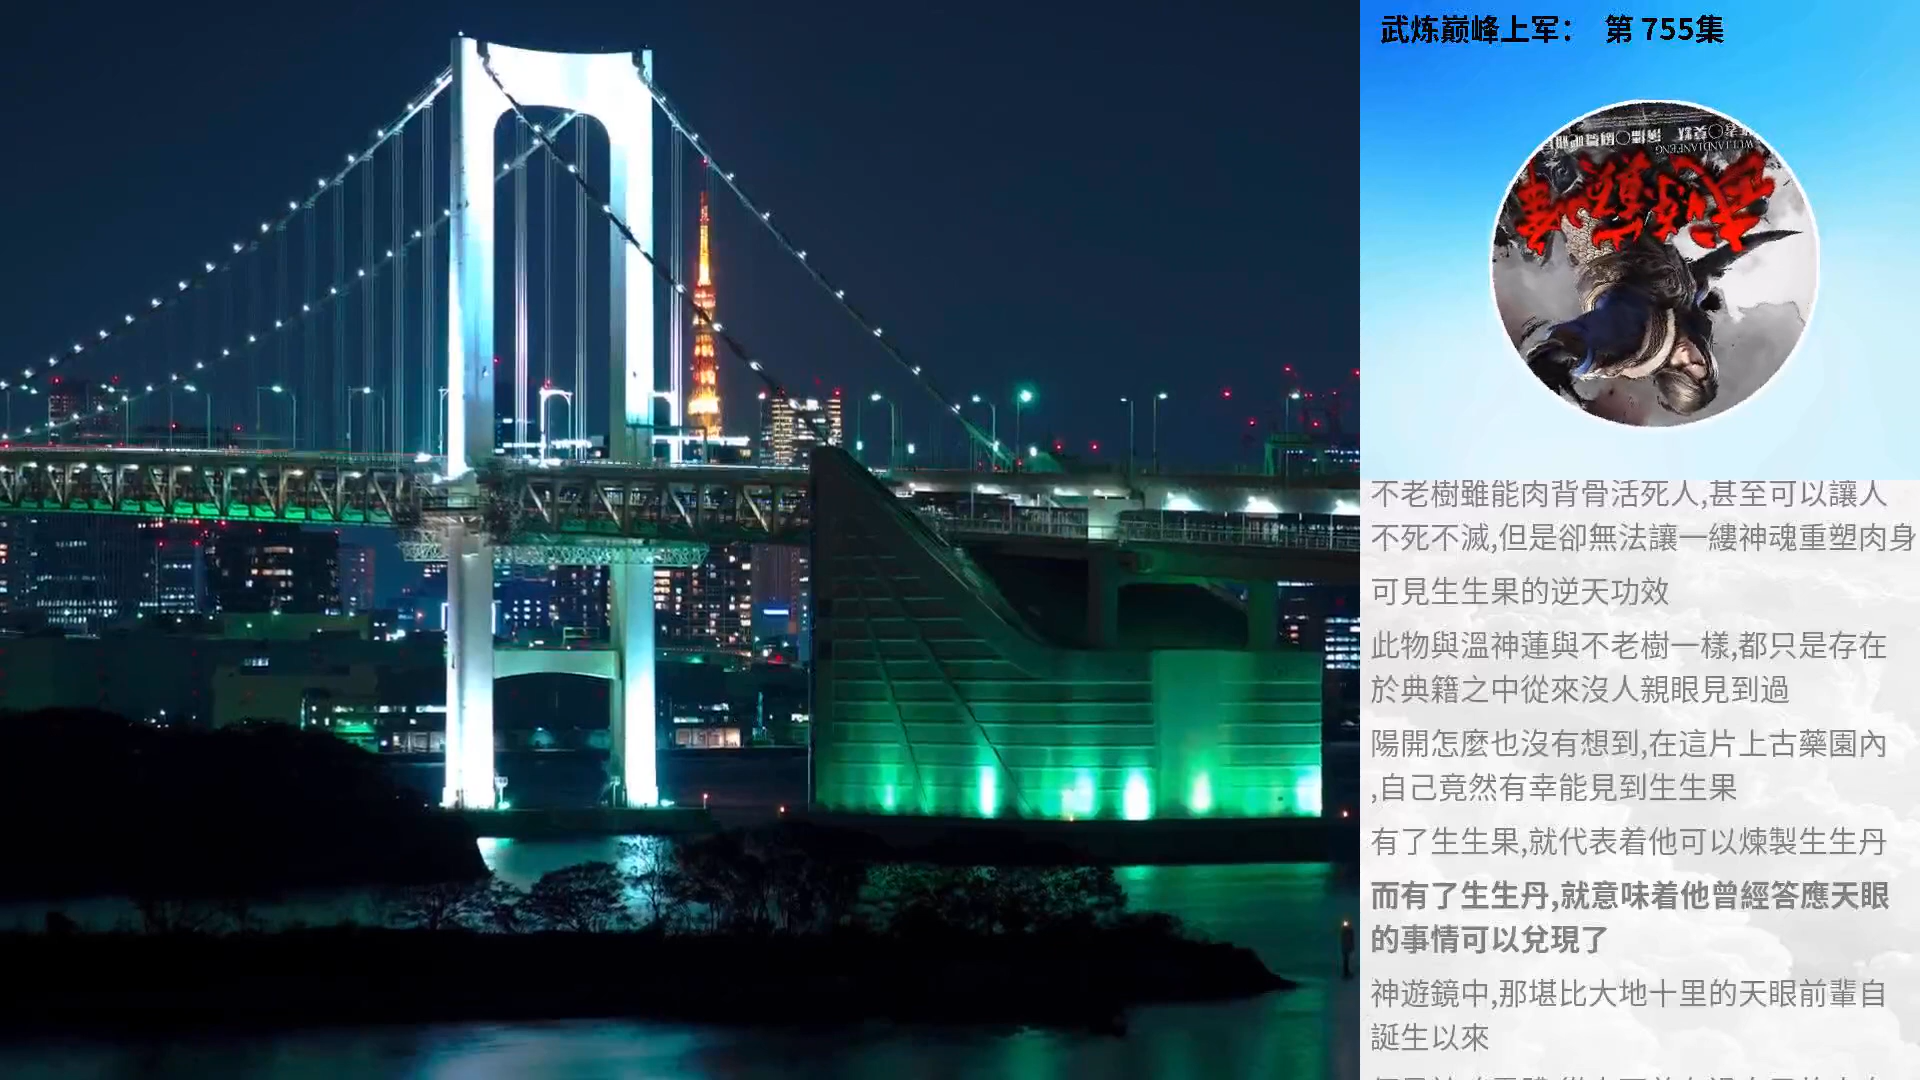 武炼巅峰上军： 第 755集
WULIANDIANFENG
武炼巅峰
不老樹雖能肉背骨活死人,甚至可以讓人
不死不滅,但是卻無法讓一縷神魂重塑肉身
可見生生果的逆天功效
此物與溫神蓮與不老樹一樣,都只是存在
於典籍之中從來沒人親眼見到過
陽開怎麼也沒有想到,在這片上古藥園內
,自己竟然有幸能見到生生果
有了生生果,就代表着他可以煉製生生丹
而有了生生丹,就意味着他曾經答應天眼
的事情可以兌現了
神遊鏡中,那堪比大地十里的天眼前輩自
誕生以來